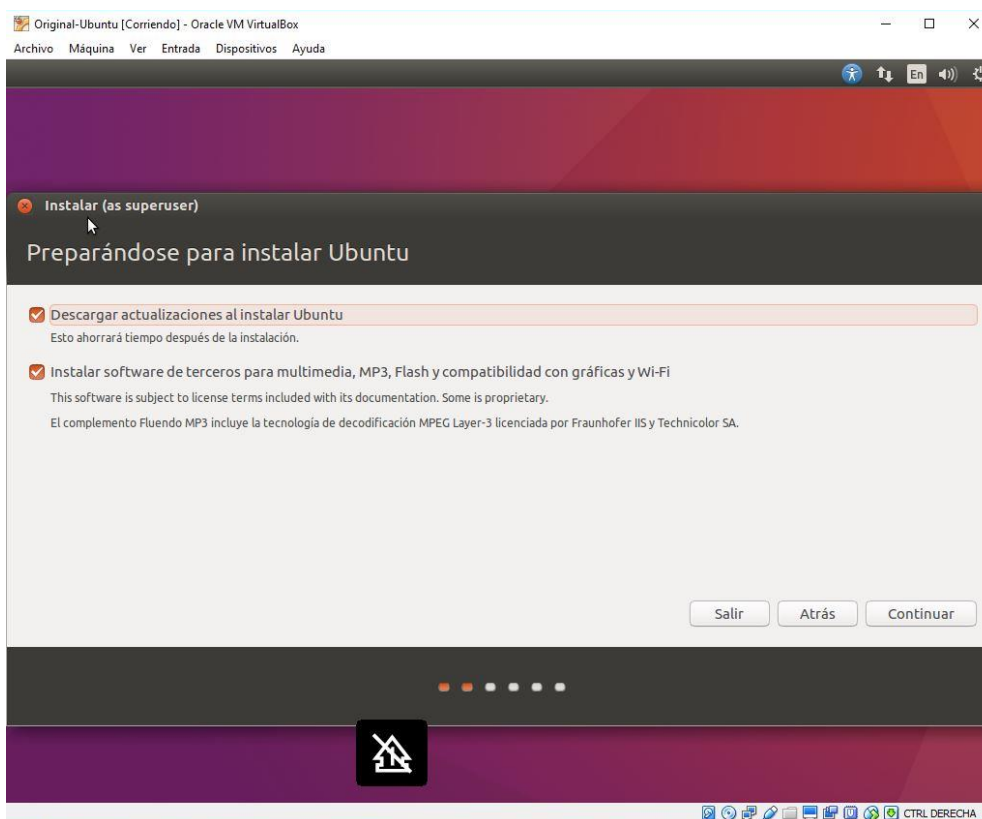 Original-Ubuntu [Corriendo] - Oracle VM VirtualBox
Archivo Máquina Ver Entrada Dispositivos Ayuda
En
Instalar (as superuser)
Preparándose para instalar Ubuntu
Descargar actualizaciones al instalar Ubuntu
Esto ahorrará tiempo después de la instalación.
Instalar software de terceros para multimedia, MP3, Flash y compatibilidad con gráficas y Wi-Fi
This software is subject to license terms included with its documentation. Some is proprietary.
El complemento Fluendo MP3 incluye la tecnología de decodificación MPEG Layer-3 licenciada por Fraunhofer IIS y Technicolor SA.
Salir Atrás Continuar
CTRL DERECHA